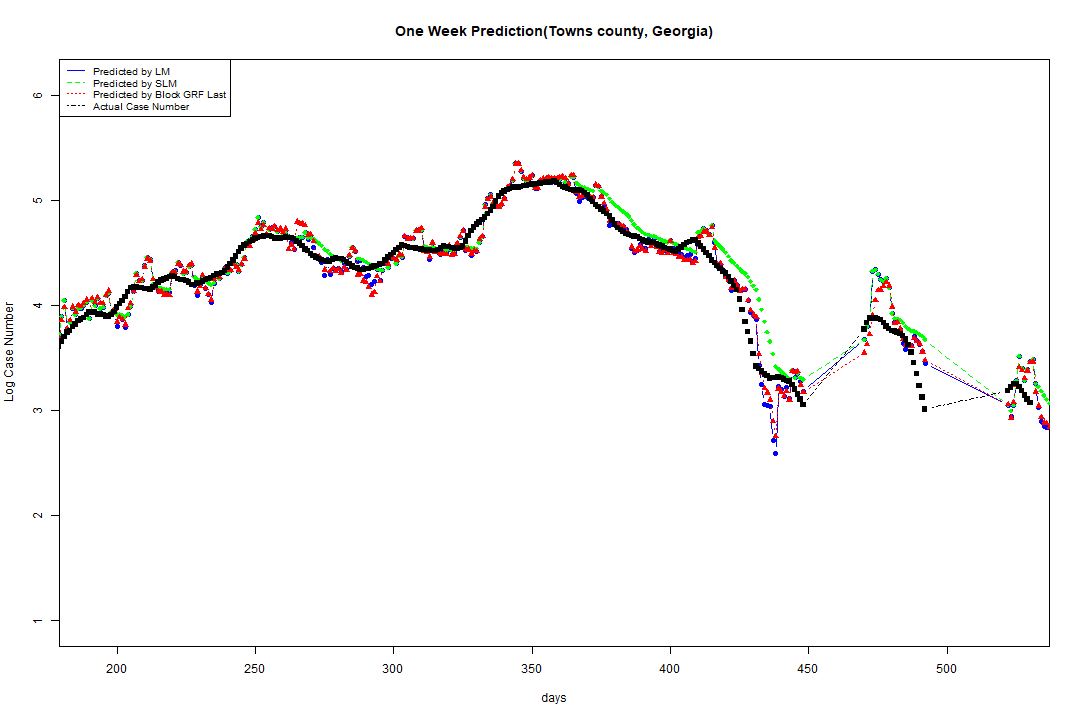 One Week Prediction(Towns county, Georgia)
Predicted by LM
Predicted by SLM
Predicted by Block GRF Last
Actual Case Number
6
5
4
3
2
1
Log Case Number
200 250 300 350 400 450 500
days